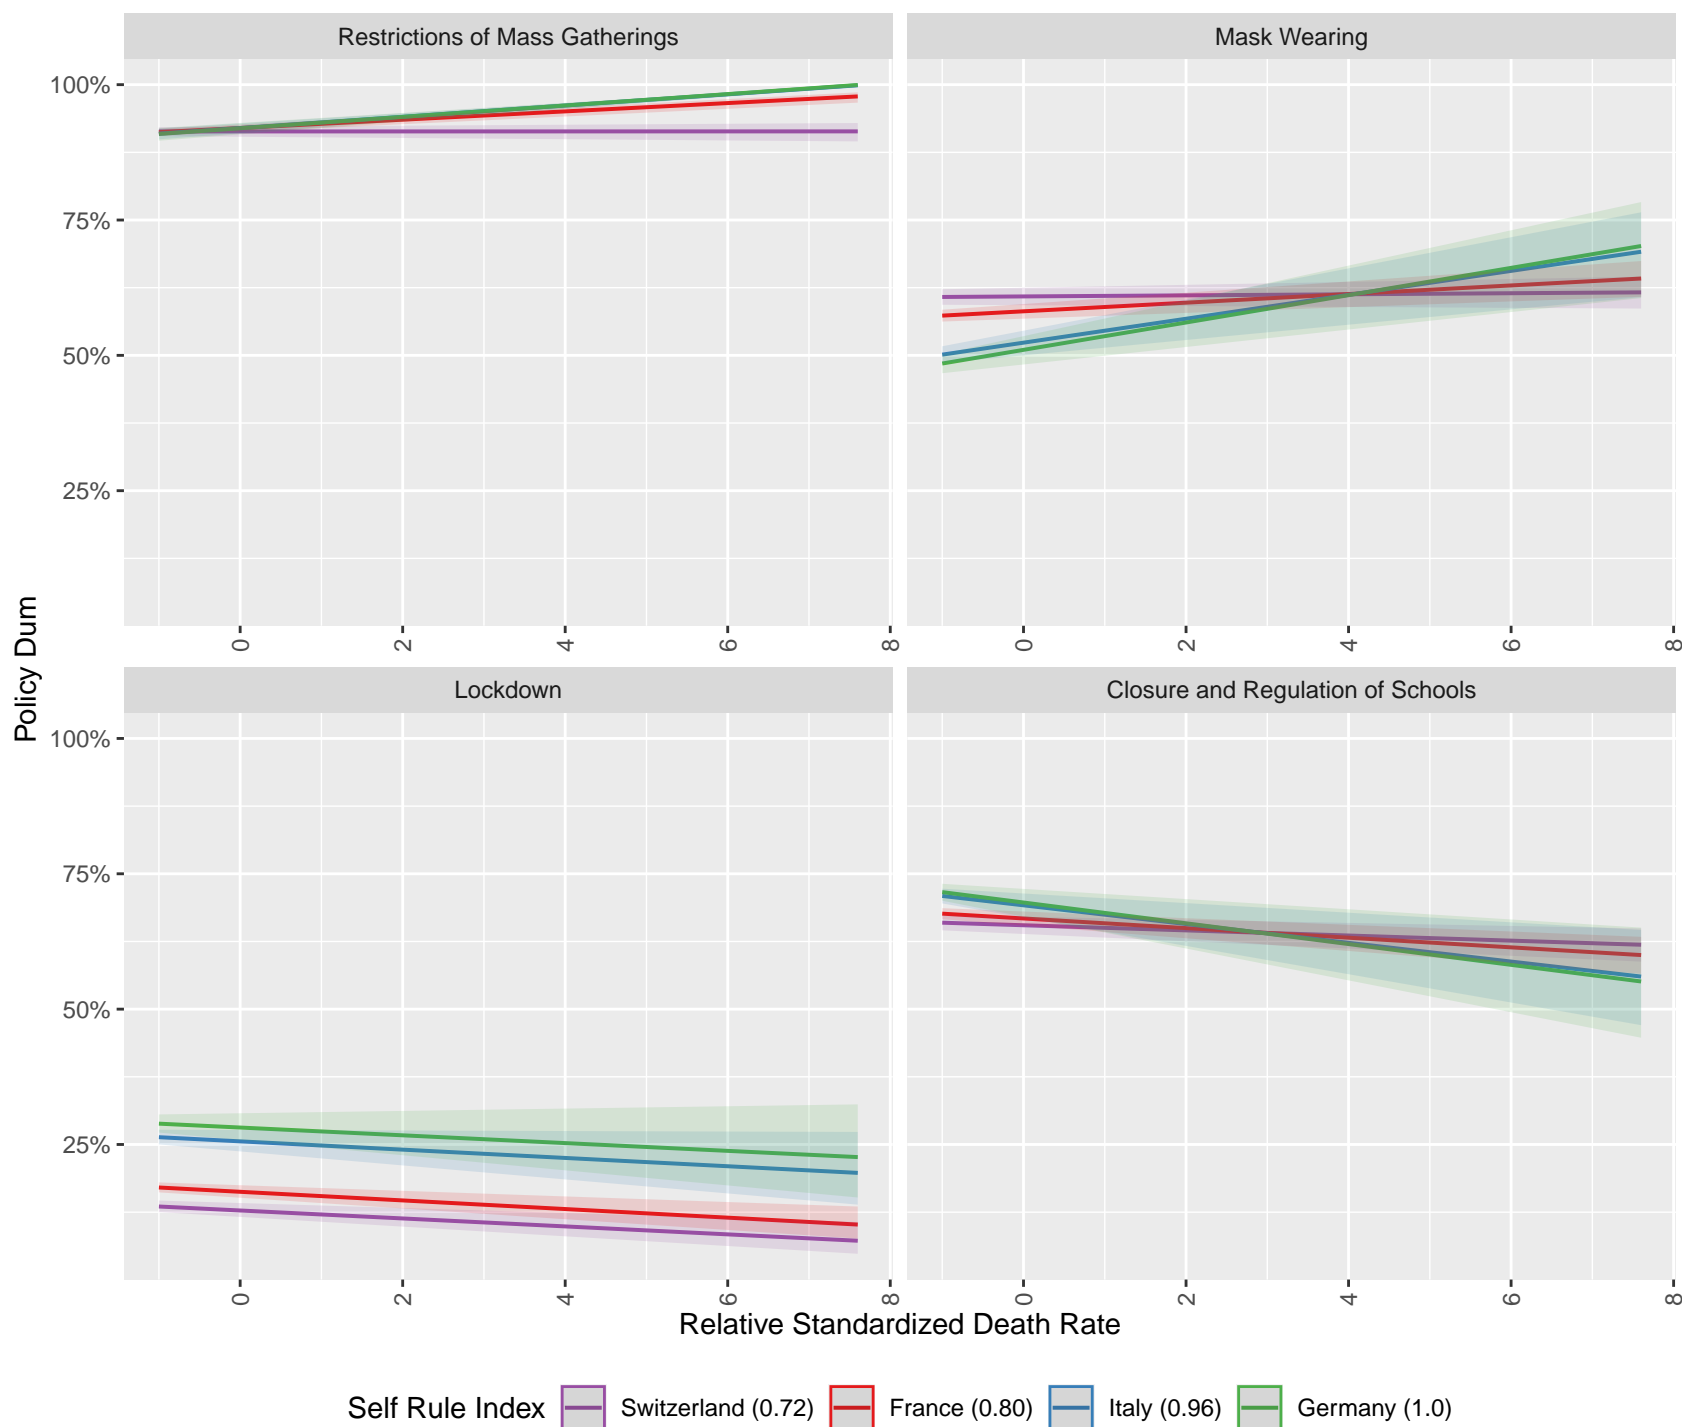 Restrictions of Mass Gatherings
Mask Wearing
100%
75%
50%
25%
0 2 4 6 8
0 2 4 6 8
Policy Dum
Lockdown
Closure and Regulation of Schools
100%
75%
50%
25%
0 2 4 6 8
0 2 4 6 8
Relative Standardized Death Rate
Self Rule Index Switzerland (0.72) France (0.80) Italy (0.96) Germany (1.0)